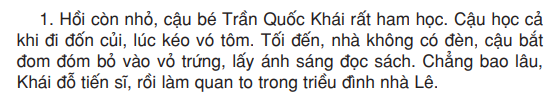 1. Hồi còn nhỏ, cậu bé Trần Quốc Khái rất ham học. Cậu học cả
khi đi đốn củi, lúc kéo vó tôm. Tối đến, nhà không có đèn, cậu bắt
đom đóm bỏ vào vỏ trứng, lấy ánh sáng đọc sách. Chẳng bao lâu,
Khái đỗ tiến sĩ, rồi làm quan to trong triều đình nhà Lê.